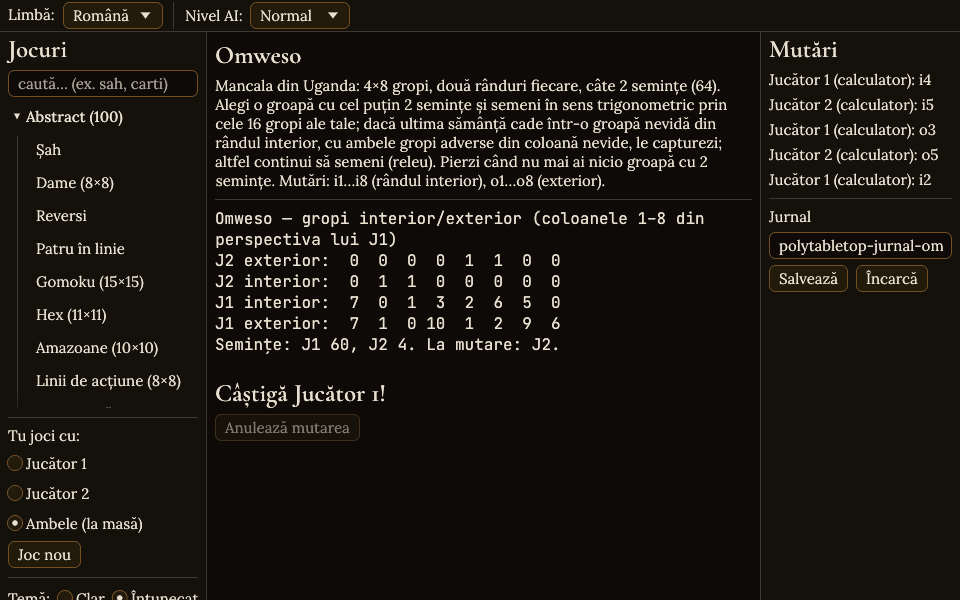 Limbă: Română ▼ Nivel AI: Normal ▼
Jocuri
caută... (ex. sah, carti)
▾ Abstract (100)
Șah
Dame (8×8)
Reversi
Patru în linie
Gomoku (15×15)
Hex (11×11)
Amazoane (10×10)
Linii de acțiune (8×8)
Tu joci cu:
Jucător 1
Jucător 2
Ambele (la masă)
Joc nou
Temă: Clar Întunecat
Omweso
Mancala din Uganda: 4×8 gropi, două rânduri fiecare, câte 2 semințe (64).
Alegi o groapă cu cel puțin 2 semințe și semeni în sens trigonometric prin
cele 16 gropi ale tale; dacă ultima sămânță cade într-o groapă nevidă din
rândul interior, cu ambele gropi adverse din coloană nevide, le capturezi;
altfel continui să semeni (releu). Pierzi când nu mai ai nicio groapă cu 2
semințe. Mutări: i1...i8 (rândul interior), o1...o8 (exterior).
Omweso — gropi interior/exterior (coloanele 1–8 din
perspectiva lui J1)
J2 exterior: 0 0 0 0 1 1 0 0
J2 interior: 0 1 1 0 0 0 0 0
J1 interior: 7 0 1 3 2 6 5 0
J1 exterior: 7 1 0 10 1 2 9 6
Semințe: J1 60, J2 4. La mutare: J2.
Câștigă Jucător 1!
Anulează mutarea
Mutări
Jucător 1 (calculator): i4
Jucător 2 (calculator): i5
Jucător 1 (calculator): o3
Jucător 2 (calculator): o5
Jucător 1 (calculator): i2
Jurnal
polytabletop-jurnal-om
Salvează Încarcă